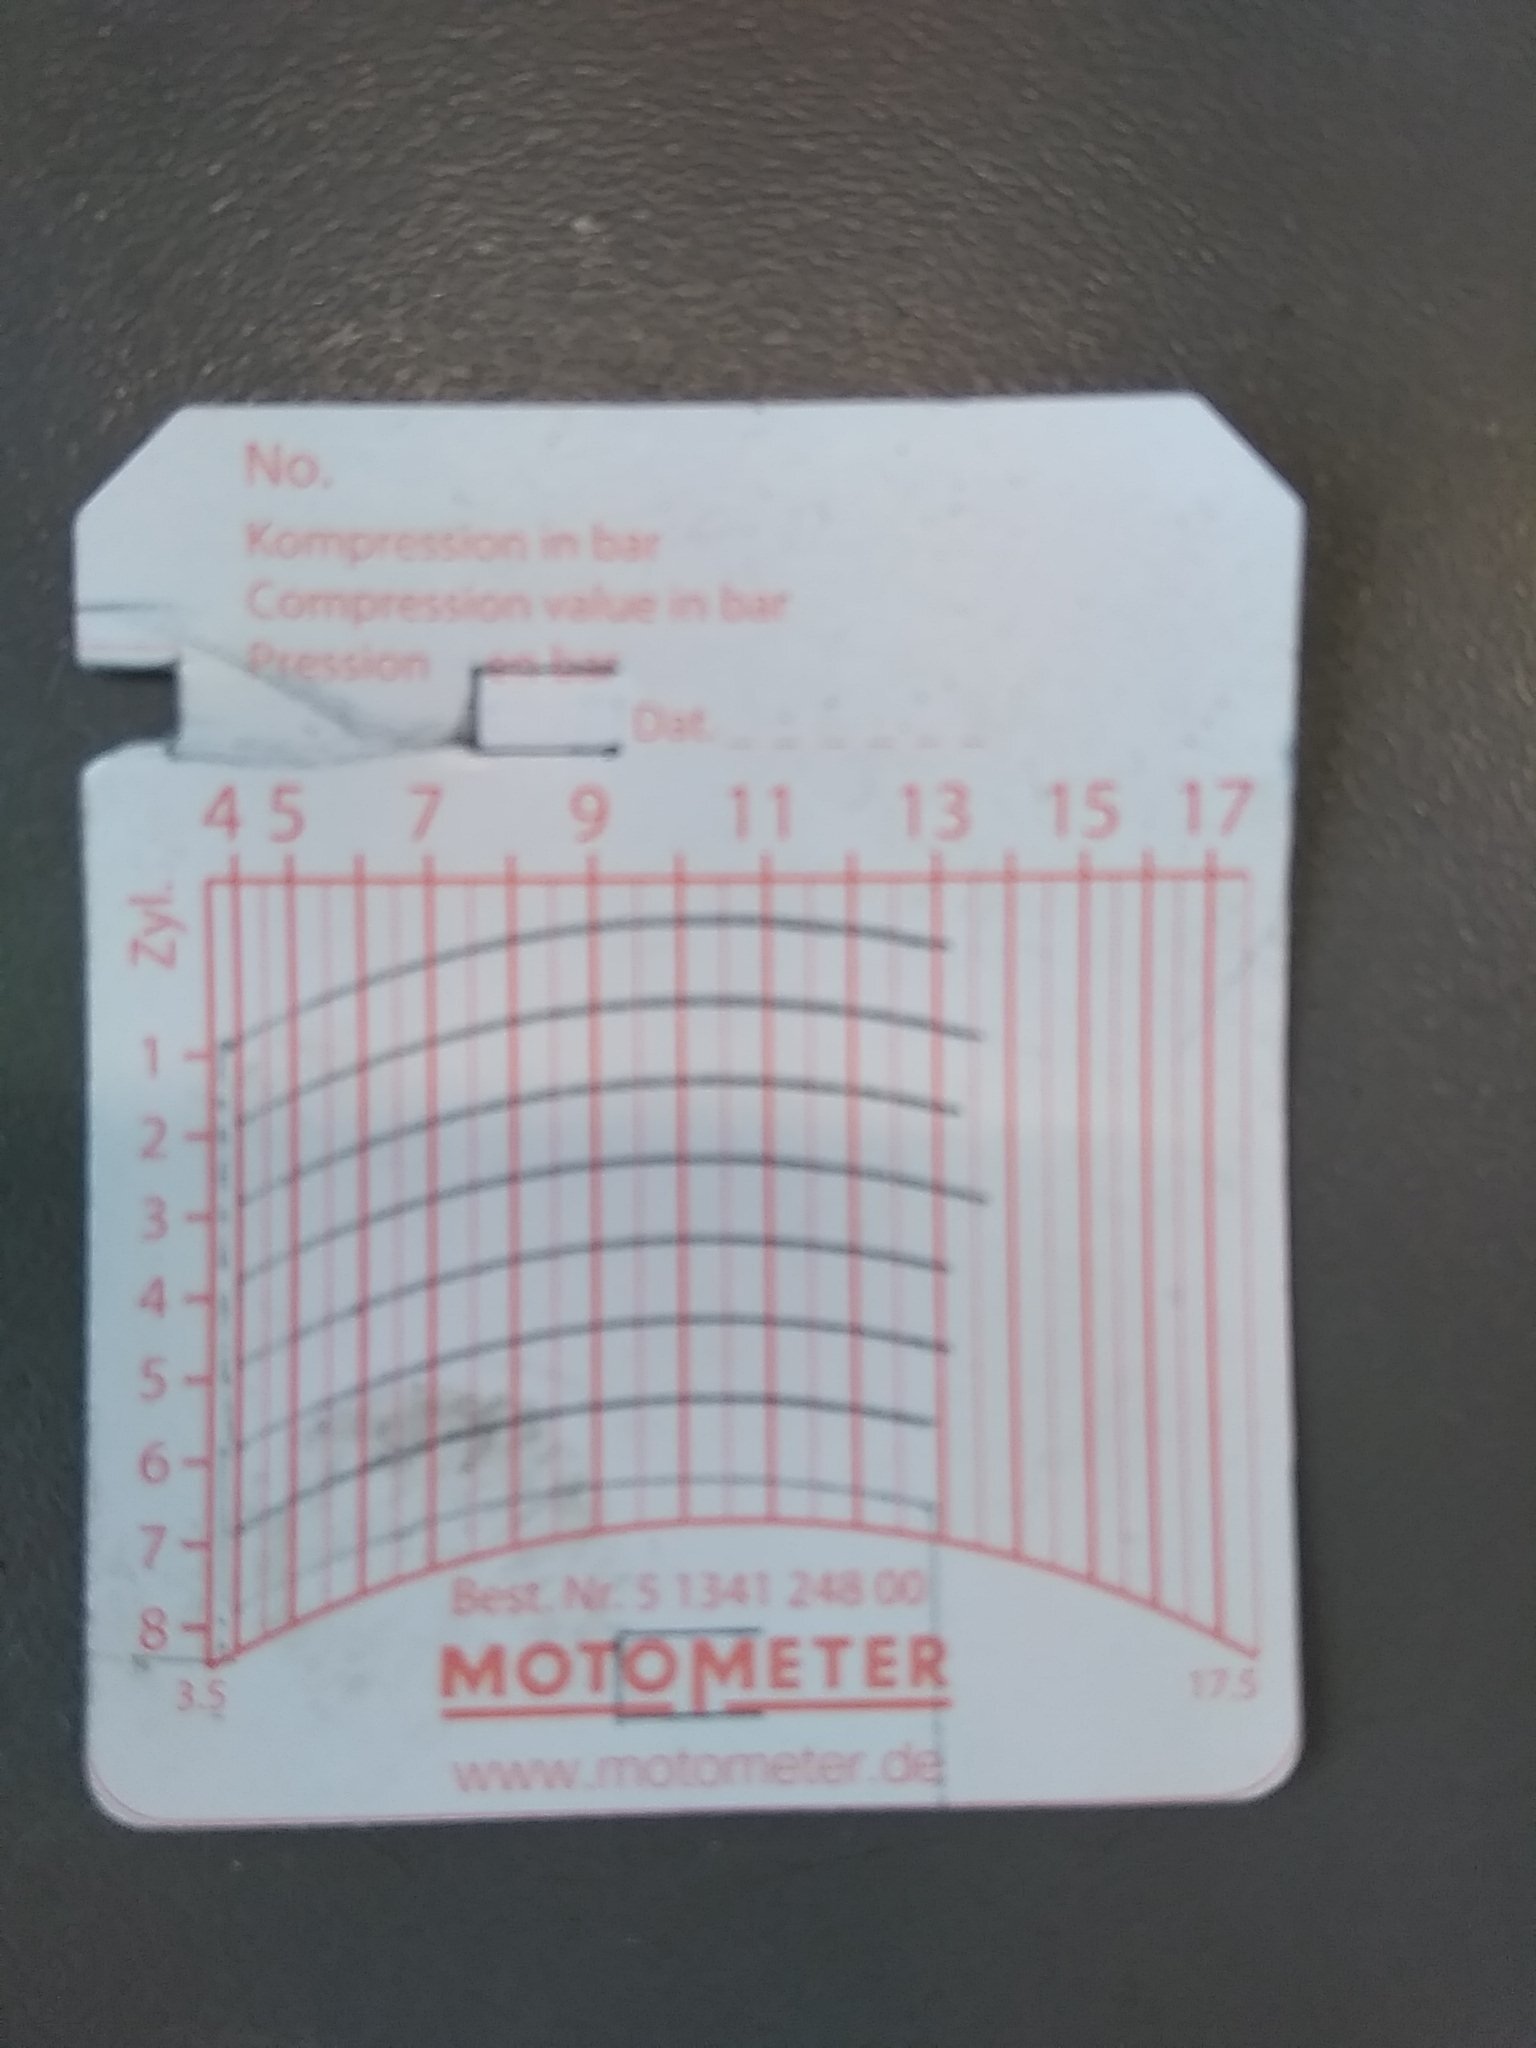 No.
Kompression in bar
Compression value in bar
Pression en bar
Dat.
4 5 7 9 11 13 15 17
Zyl.
1
2
3
4
5
6
7
8
3.5
17.5
Best. Nr. 5 1341 248 00
MOTOMETER
www.motometer.de